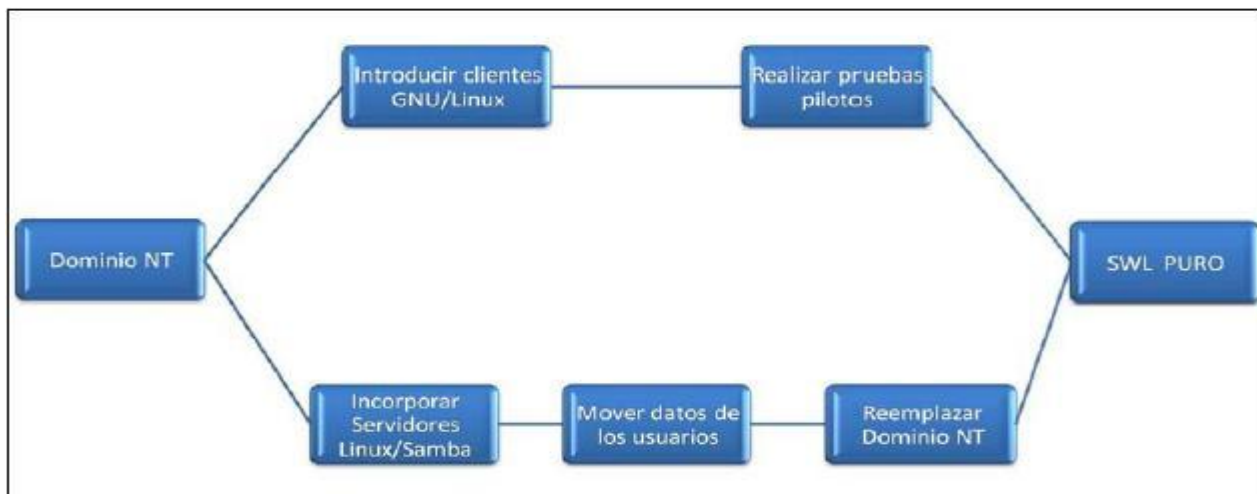 Introducir clientes
GNU/Linux
Realizar pruebas
pilotos
Dominio NT
SWL PURO
Incorporar
Servidores
Linux/Samba
Mover datos de
los usuarios
Reemplazar
Dominio NT